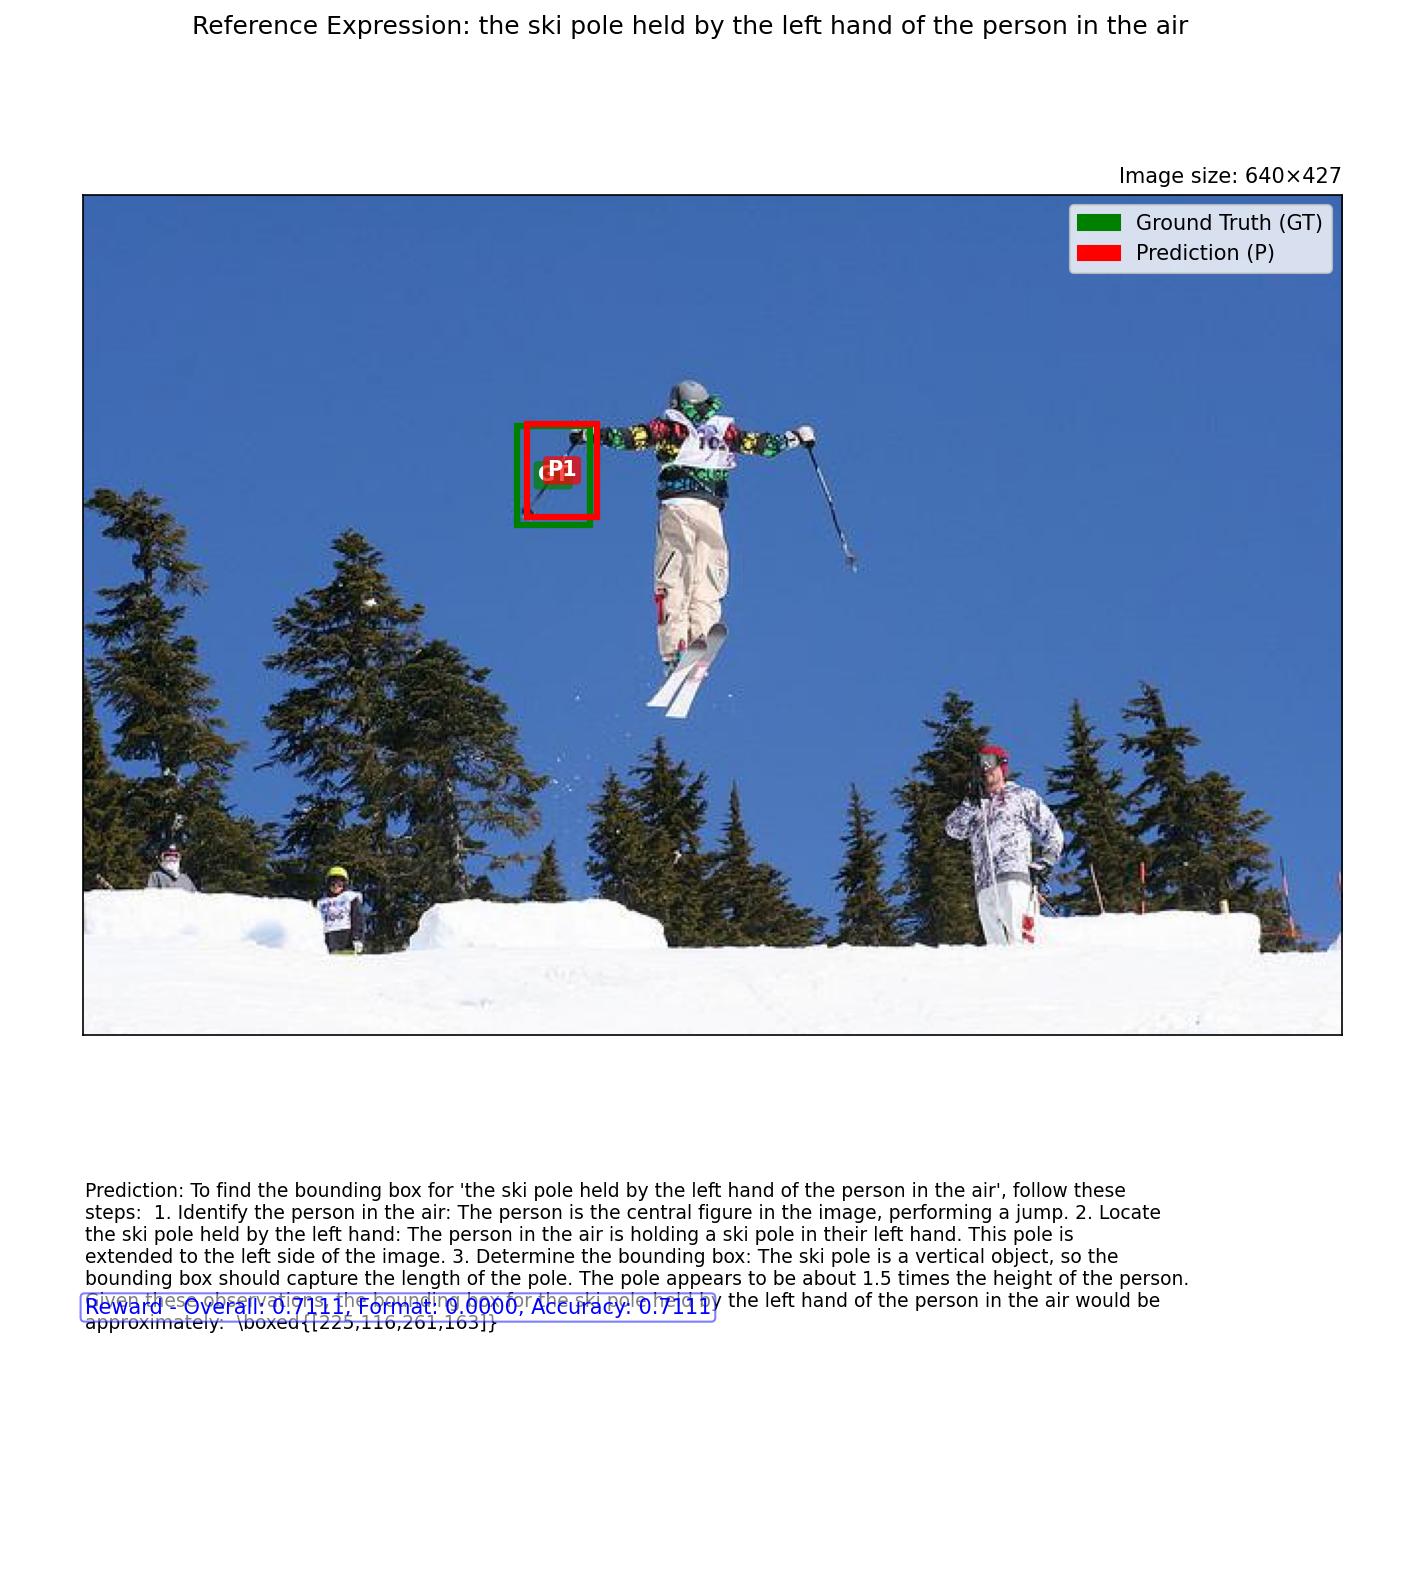 Reference Expression: the ski pole held by the left hand of the person in the air
Image size: 640×427
Ground Truth (GT)
Prediction (P)
P1
10
106
Prediction: To find the bounding box for 'the ski pole held by the left hand of the person in the air', follow these
steps:  1. Identify the person in the air: The person is the central figure in the image, performing a jump. 2. Locate
the ski pole held by the left hand: The person in the air is holding a ski pole in their left hand. This pole is
extended to the left side of the image. 3. Determine the bounding box: The ski pole is a vertical object, so the
bounding box should capture the length of the pole. The pole appears to be about 1.5 times the height of the person.
Given these observations, the bounding box for the ski pole held by the left hand of the person in the air would be
Reward - Overall: 0.7111, Format: 0.0000, Accuracy: 0.7111
approximately:  \boxed{[225,116,261,163]}